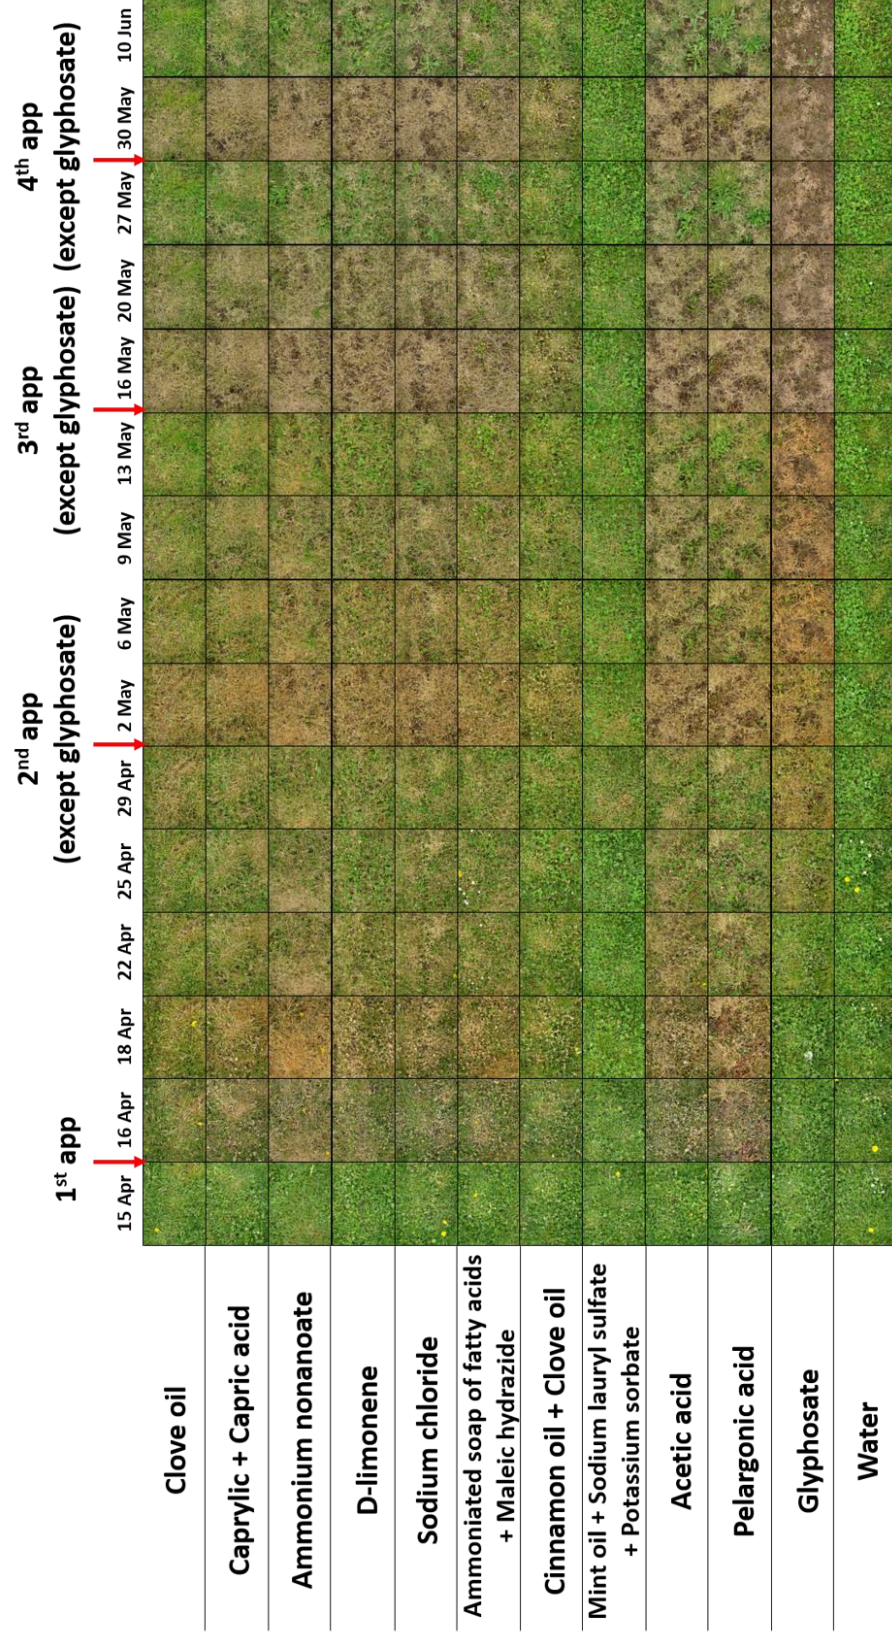 1st app
2nd app
(except glyphosate)
3rd app
(except glyphosate)
4th app
(except glyphosate)
15 Apr
16 Apr
18 Apr
22 Apr
25 Apr
29 Apr
2 May
6 May
9 May
13 May
16 May
20 May
27 May
30 May
10 Jun
Clove oil
Caprylic + Capric acid
Ammonium nonanoate
D-limonene
Sodium chloride
Ammoniated soap of fatty acids
+ Maleic hydrazide
Cinnamon oil + Clove oil
Mint oil + Sodium lauryl sulfate
+ Potassium sorbate
Acetic acid
Pelargonic acid
Glyphosate
Water